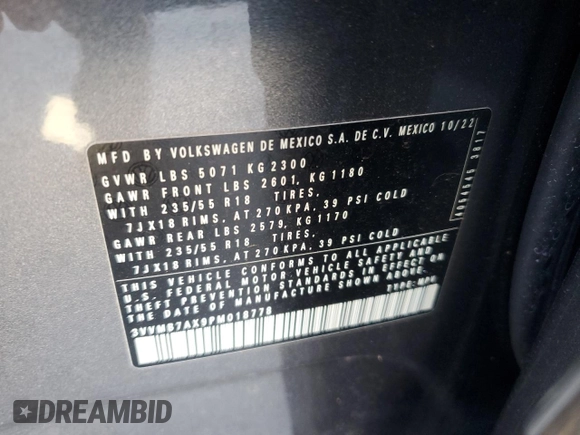 MFD BY VOLKSWAGEN DE MEXICO S.A. DE C.V. MEXICO 10/22
GVWR LBS 5071 KG 2300
GAWR FRONT LBS 2601, KG 1180
WITH 235/55 R18 TIRES.
7JX18 RIMS. AT 270 KPA, 39 PSI COLD
GAWR REAR LBS 2579, KG 1170
WITH 235/55 R18 TIRES.
7JX18 RIMS. AT 270 KPA, 39 PSI COLD
THIS VEHICLE CONFORMS TO ALL APPLICABLE
U.S. FEDERAL MOTOR VEHICLE SAFETY AND
THEFT PREVENTION STANDARDS IN EFFECT ON
THE DATE OF MANUFACTURE SHOWN ABOVE.
3VVMB7AX9PM018778 TYPE: MPV
DREAMBID